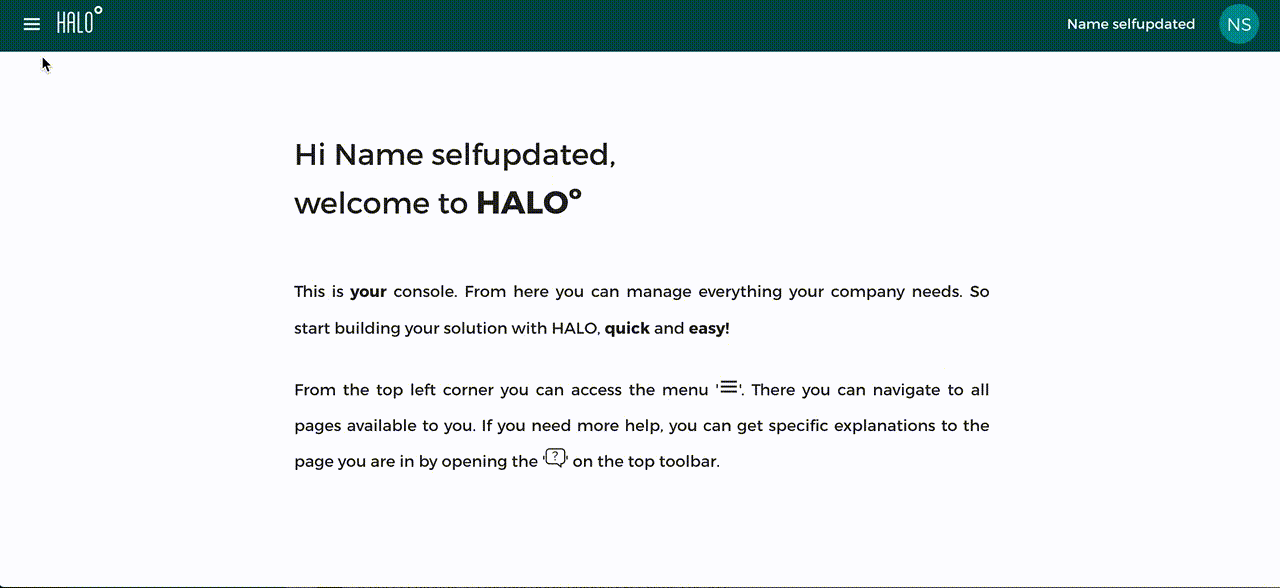 HALO°
Name selfupdated
NS
Hi Name selfupdated,
welcome to HALOº
This is your console. From here you can manage everything your company needs. So
start building your solution with HALO, quick and easy!
From the top left corner you can access the menu '☰'. There you can navigate to all
pages available to you. If you need more help, you can get specific explanations to the
page you are in by opening the '?' on the top toolbar.